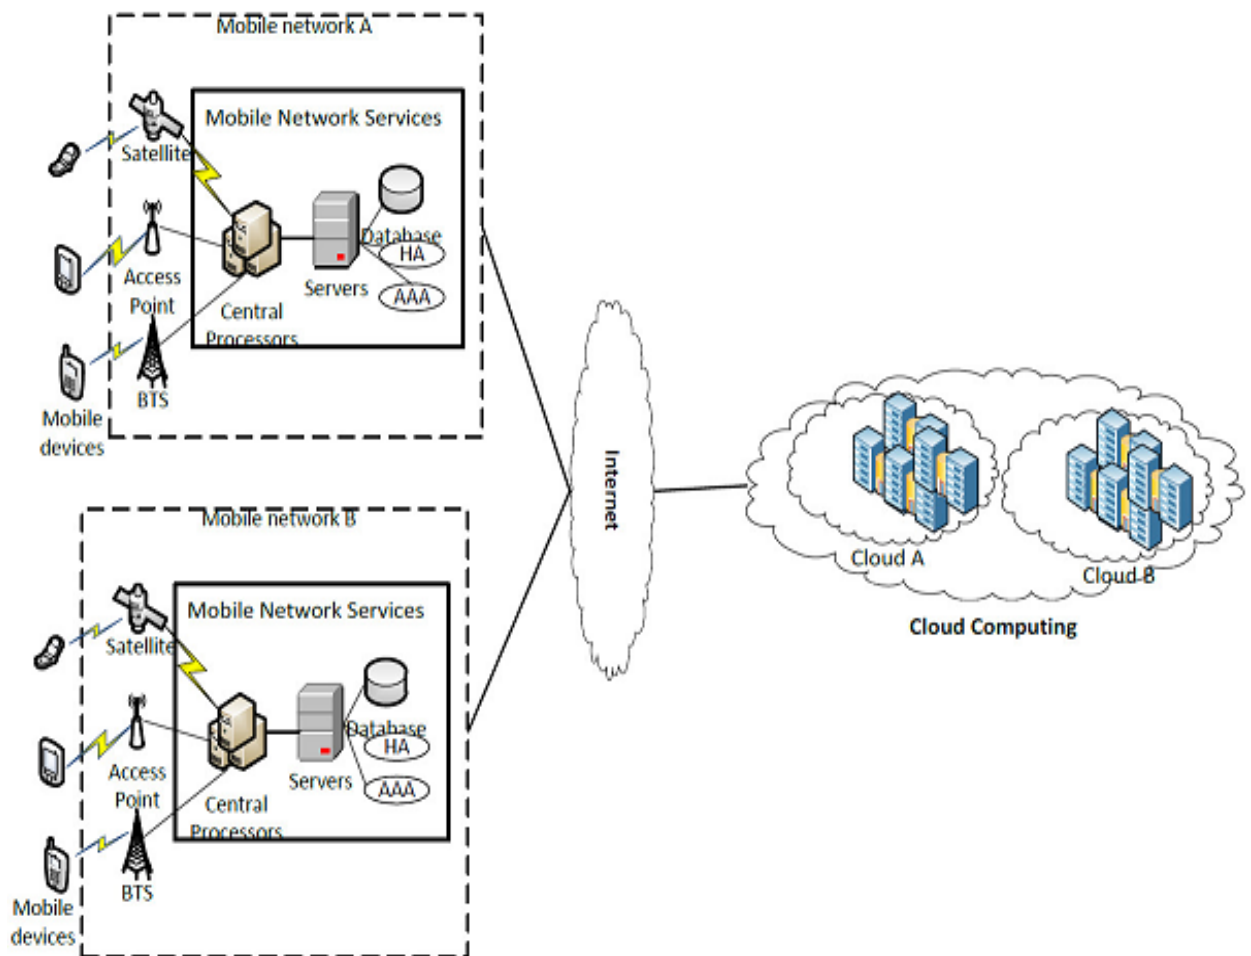 Mobile network A
Mobile Network Services
Satellite
Database
HA
Access
Point
Servers
AAA
Central
Processors
BTS
Mobile
devices
Internet
Cloud A
Cloud B
Cloud Computing
Mobile network B
Mobile Network Services
Satellite
Database
HA
Access
Point
Servers
AAA
Central
Processors
BTS
Mobile
devices